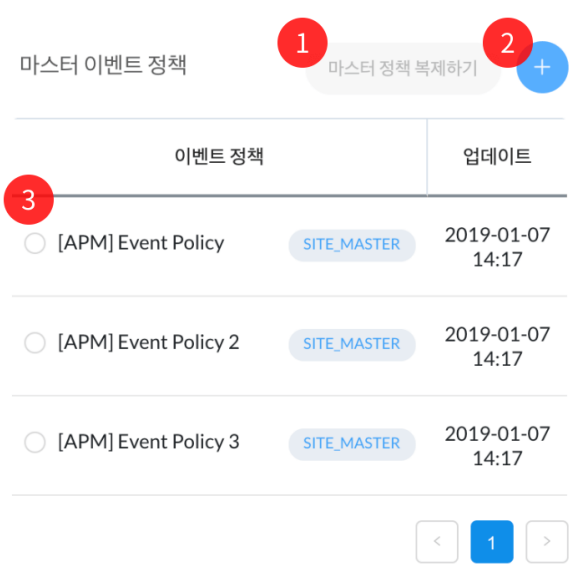 1
2
마스터 이벤트 정책
마스터 정책 복제하기
+
이벤트 정책
업데이트
3
[APM] Event Policy
SITE_MASTER
2019-01-07
14:17
[APM] Event Policy 2
SITE_MASTER
2019-01-07
14:17
[APM] Event Policy 3
SITE_MASTER
2019-01-07
14:17
<
1
>